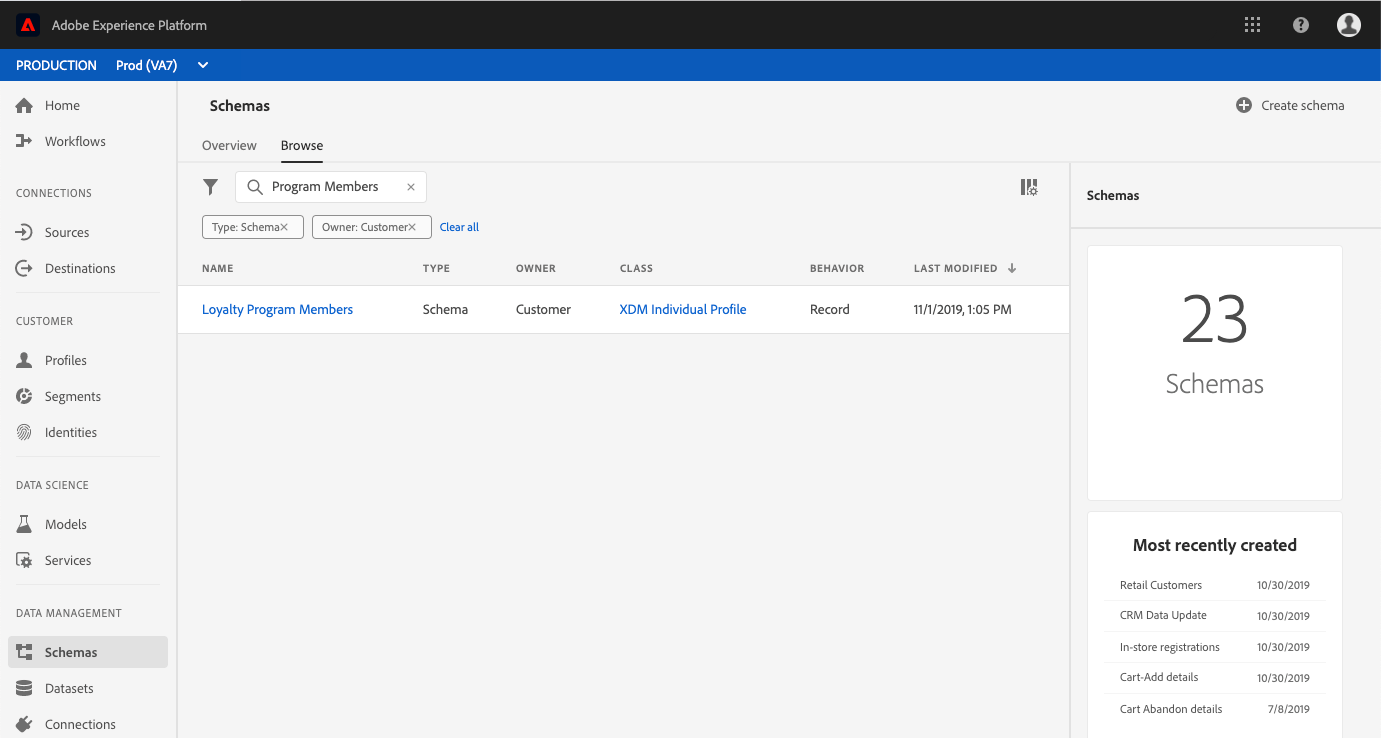 Adobe Experience Platform
PRODUCTION Prod (VA7)
Home
Workflows
CONNECTIONS
Sources
Destinations
CUSTOMER
Profiles
Segments
Identities
DATA SCIENCE
Models
Services
DATA MANAGEMENT
Schemas
Datasets
Connections
Schemas
Create schema
Overview Browse
Program Members ×
Type: Schema× Owner: Customer× Clear all
NAME TYPE OWNER CLASS BEHAVIOR LAST MODIFIED ↓
Loyalty Program Members Schema Customer XDM Individual Profile Record 11/1/2019, 1:05 PM
Schemas
23
Schemas
Most recently created
Retail Customers 10/30/2019
CRM Data Update 10/30/2019
In-store registrations 10/30/2019
Cart-Add details 10/30/2019
Cart Abandon details 7/8/2019